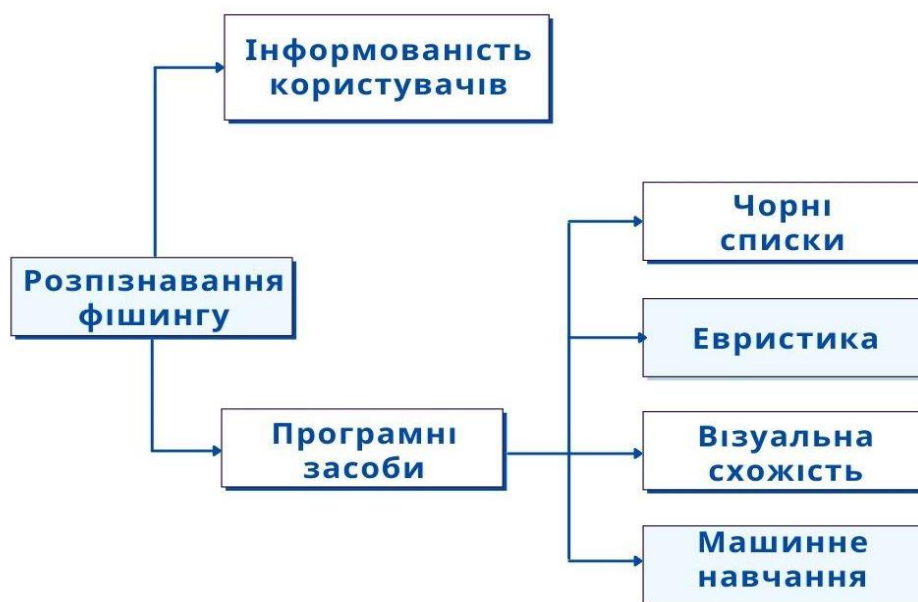 Інформованість
користувачів
Розпізнавання
фішингу
Програмні
засоби
Чорні
списки
Евристика
Візуальна
схожість
Машинне
навчання